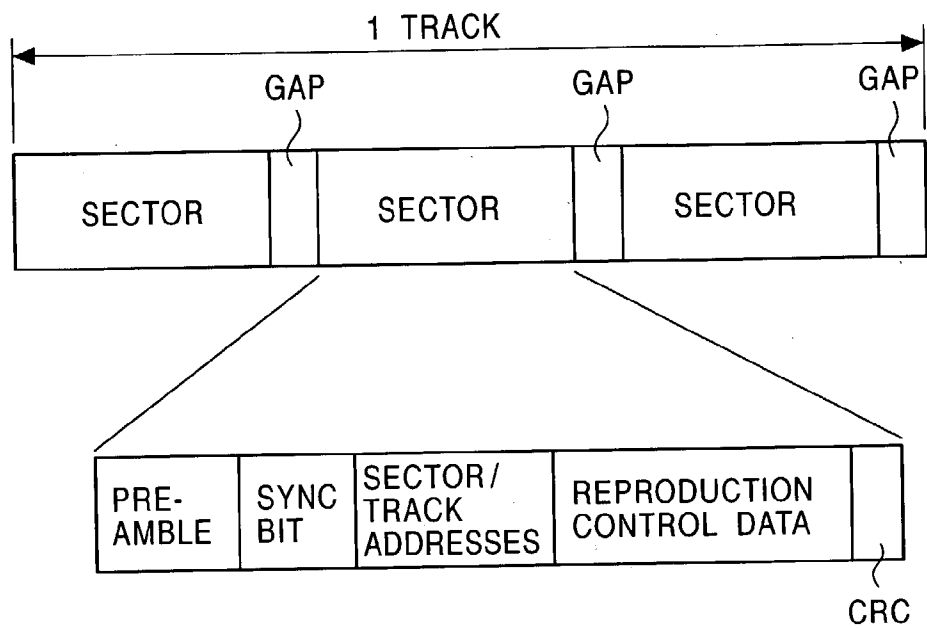 1 TRACK
GAP
GAP
GAP
SECTOR
SECTOR
SECTOR
PRE-
AMBLE
SYNC
BIT
SECTOR/
TRACK
ADDRESSES
REPRODUCTION
CONTROL DATA
CRC